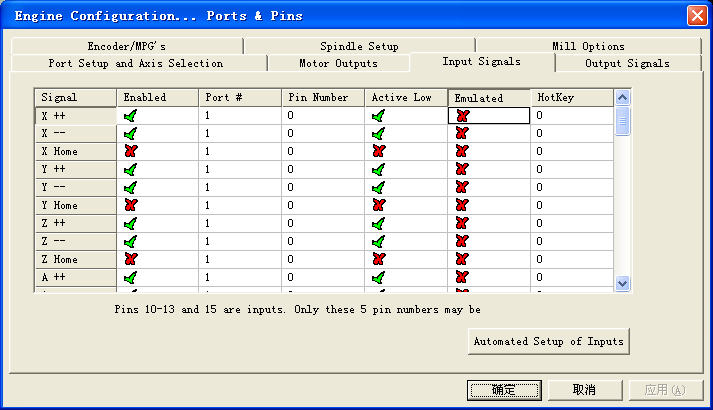 Engine Configuration... Ports & Pins
Encoder/MPG's Spindle Setup Mill Options
Port Setup and Axis Selection Motor Outputs Input Signals Output Signals
Signal Enabled Port # Pin Number Active Low Emulated HotKey
X ++ 1 0 0
X -- 1 0 0
X Home 1 0 0
Y ++ 1 0 0
Y -- 1 0 0
Y Home 1 0 0
Z ++ 1 0 0
Z -- 1 0 0
Z Home 1 0 0
A ++ 1 0 0
Pins 10-13 and 15 are inputs. Only these 5 pin numbers may be
Automated Setup of Inputs
确定 取消 应用(A)